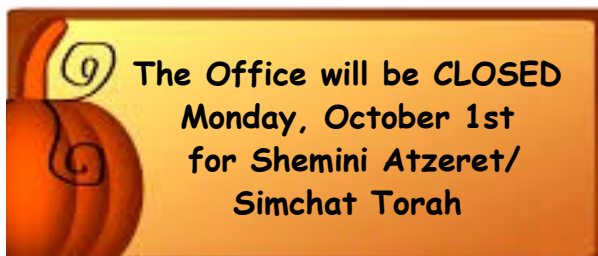 The Office will be CLOSED
Monday, October 1st
for Shemini Atzeret/
Simchat Torah